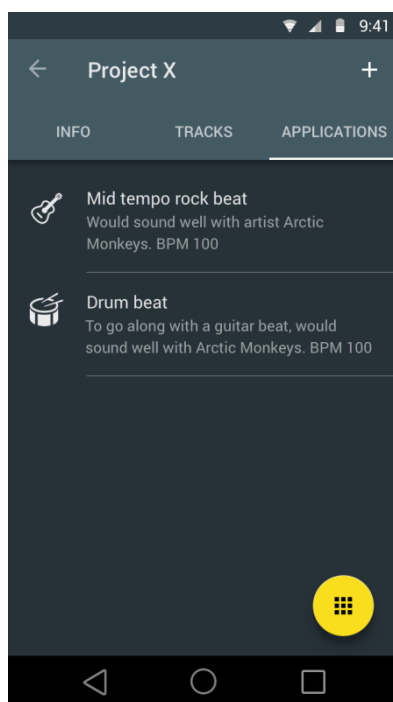 9:41
Project X
INFO TRACKS APPLICATIONS
Mid tempo rock beat
Would sound well with artist Arctic
Monkeys. BPM 100
Drum beat
To go along with a guitar beat, would
sound well with Arctic Monkeys. BPM 100